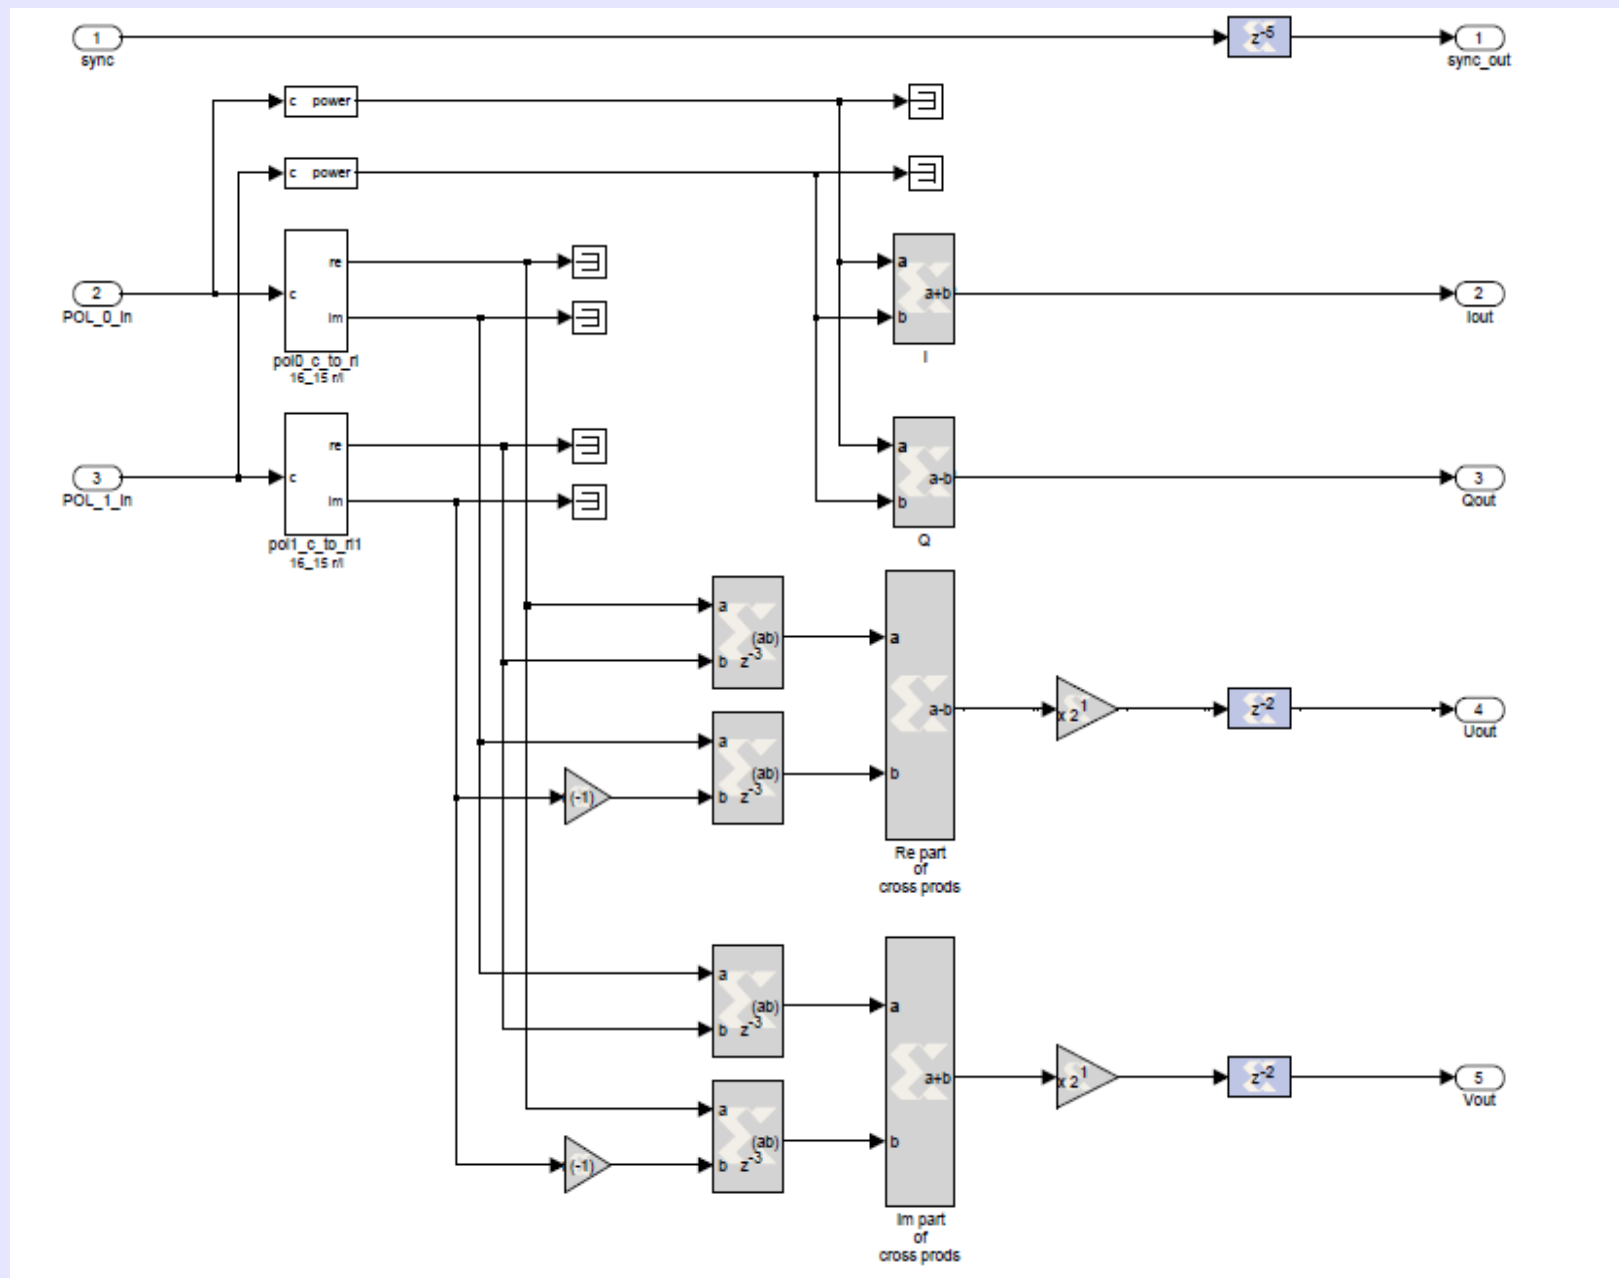 1
sync
z-5
1
sync_out
c power
c power
2
POL_0_In
c
re
im
pol0_c_to_ri
16_15 r/i
a
b
a+b
I
2
Iout
3
POL_1_In
c
re
im
pol1_c_to_ri1
16_15 r/i
a
b
a-b
Q
3
Qout
a
b
(ab)
z-3
a
b
(ab)
z-3
(-1)
a
b
a-b
Re part
of
cross prods
x 2^1
z-2
4
Uout
a
b
(ab)
z-3
a
b
(ab)
z-3
(-1)
a
b
a+b
Im part
of
cross prods
x 2^1
z-2
5
Vout